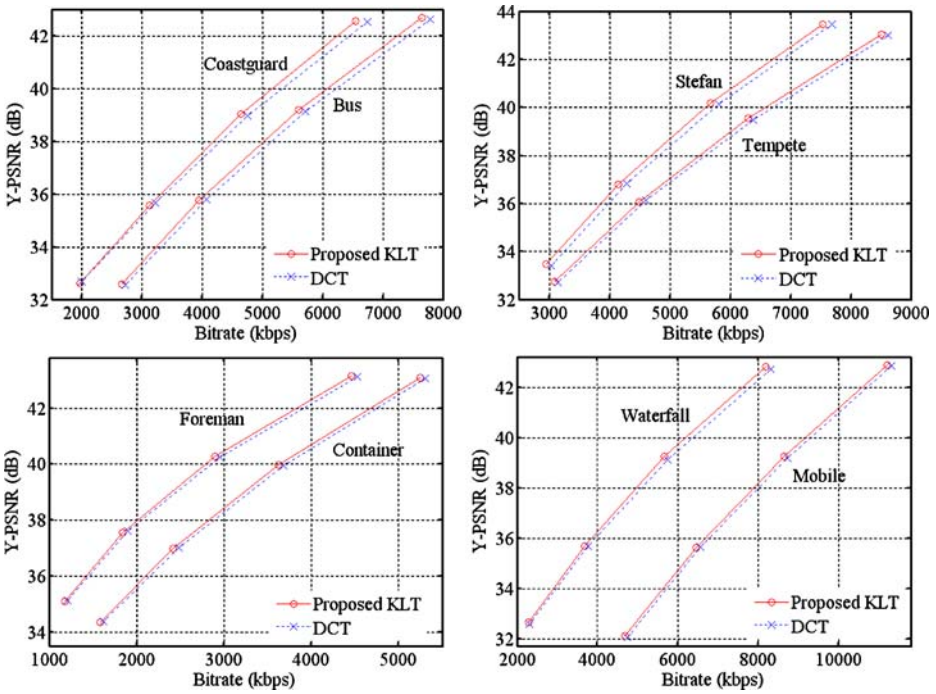 42
40
38
36
34
32
Y-PSNR (dB)
Coastguard
Bus
Proposed KLT
DCT
2000 3000 4000 5000 6000 7000 8000
Bitrate (kbps)
44
42
40
38
36
34
32
Y-PSNR (dB)
Stefan
Tempete
Proposed KLT
DCT
3000 4000 5000 6000 7000 8000 9000
Bitrate (kbps)
42
40
38
36
34
Y-PSNR (dB)
Foreman
Container
Proposed KLT
DCT
1000 2000 3000 4000 5000
Bitrate (kbps)
42
40
38
36
34
32
Y-PSNR (dB)
Waterfall
Mobile
Proposed KLT
DCT
2000 4000 6000 8000 10000
Bitrate (kbps)